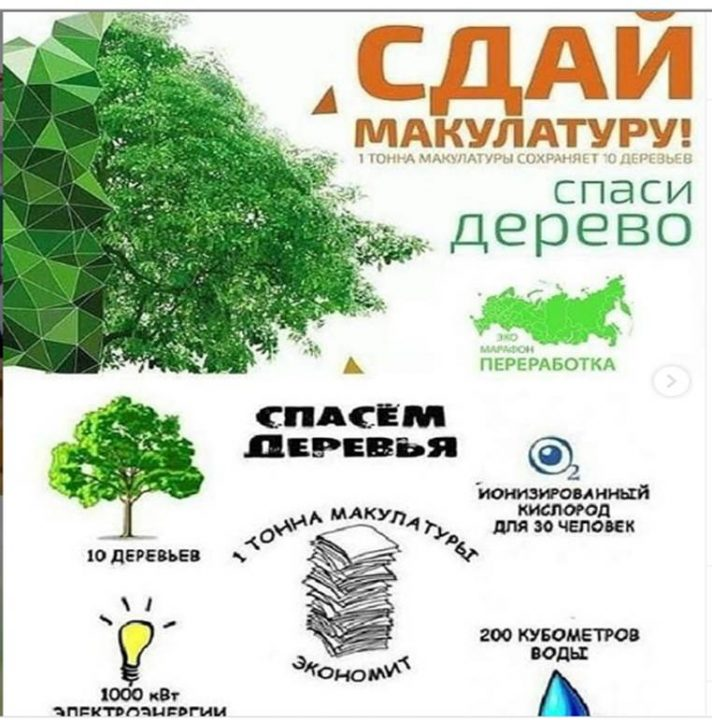 СДАЙ
МАКУЛАТУРУ!
1 ТОННА МАКУЛАТУРЫ СОХРАНЯЕТ 10 ДЕРЕВЬЕВ
спаси
дерево
ЭКО
МАРАФОН
ПЕРЕРАБОТКА
СПАСЁМ
ДЕРЕВЬЯ
O2
ИОНИЗИРОВАННЫЙ
КИСЛОРОД
ДЛЯ 30 ЧЕЛОВЕК
10 ДЕРЕВЬЕВ
1 ТОННА МАКУЛАТУРЫ
ЭКОНОМИТ
200 КУБОМЕТРОВ
ВОДЫ
1000 кВт
ЭЛЕКТРОЭНЕРГИИ